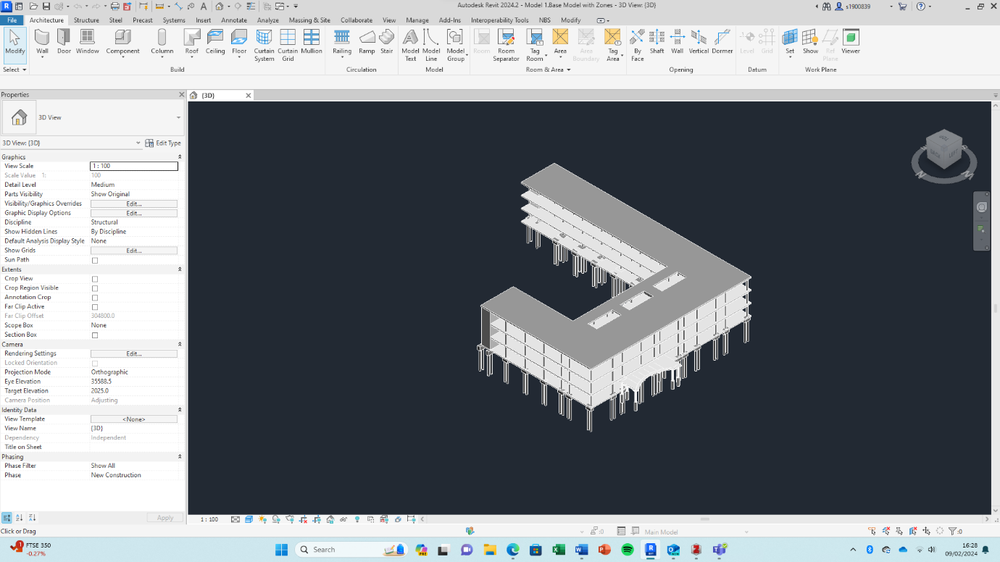 Autodesk Revit 2024.2 - Model 1.Base Model with Zones - 3D View: {3D}
s1900839
File Architecture Structure Steel Precast Systems Insert Annotate Analyze Massing & Site Collaborate View Manage Add-Ins Interoperability Tools NBS Modify
Modify Wall Door Window Component Column Roof Ceiling Floor Curtain System Curtain Grid Mullion Railing Ramp Stair Model Text Model Line Model Group Room Room Separator Tag Room Area Area Boundary Tag Area By Face Shaft Wall Vertical Dormer Level Grid Set Show Ref Plane Viewer
Select Build Circulation Model Room & Area Opening Datum Work Plane
Properties
{3D}
3D View
3D View: {3D} Edit Type
Graphics
View Scale 1 : 100
Scale Value 1: 100
Detail Level Medium
Parts Visibility Show Original
Visibility/Graphics Overrides Edit...
Graphic Display Options Edit...
Discipline Structural
Show Hidden Lines By Discipline
Default Analysis Display Style None
Show Grids Edit...
Sun Path
Extents
Crop View
Crop Region Visible
Annotation Crop
Far Clip Active
Far Clip Offset 304800.0
Scope Box None
Section Box
Camera
Rendering Settings Edit...
Locked Orientation
Projection Mode Orthographic
Eye Elevation 35588.5
Target Elevation 2025.0
Camera Position Adjusting
Identity Data
View Template <None>
View Name {3D}
Dependency Independent
Title on Sheet
Phasing
Phase Filter Show All
Phase New Construction
Apply
TOP
BACK LEFT
1 : 100
Click or Drag
:0 Main Model :0
FTSE 350
-0.27%
Search
16:28
09/02/2024